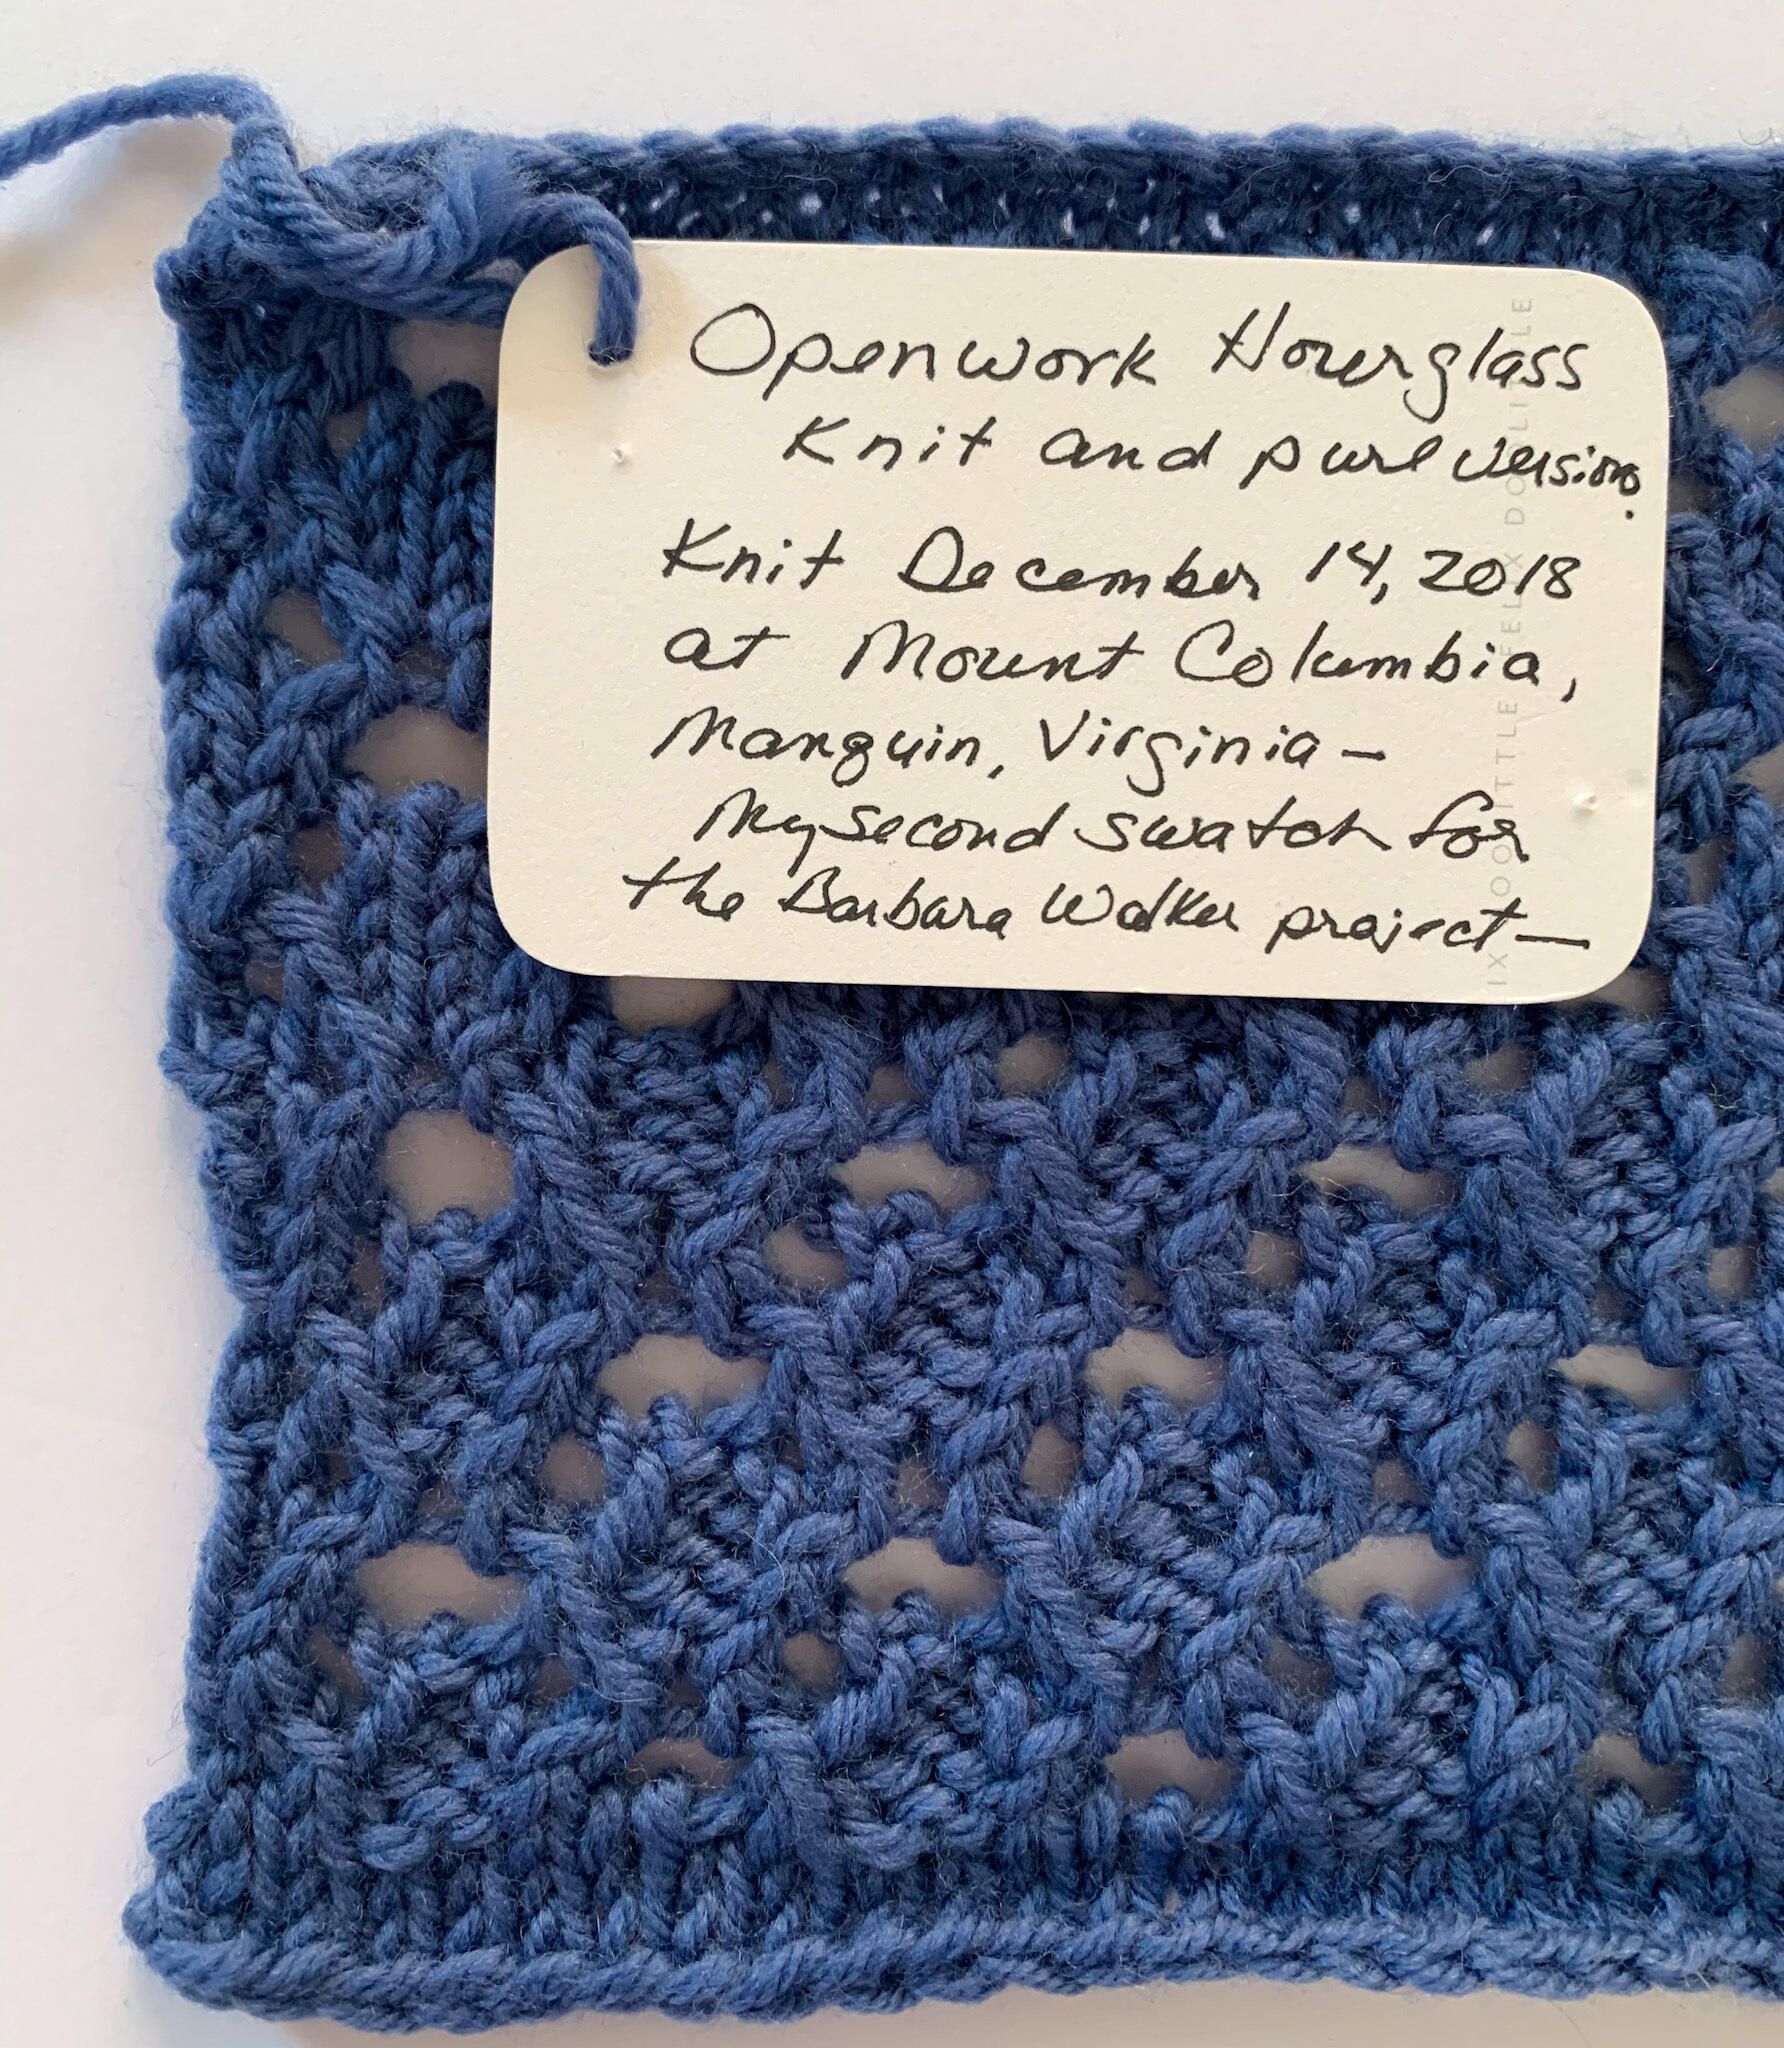 Openwork Hourglass
Knit and purl version.
Knit December 14, 2018
at Mount Columbia,
Manquin, Virginia —
My second swatch for
the Barbara Walker project —